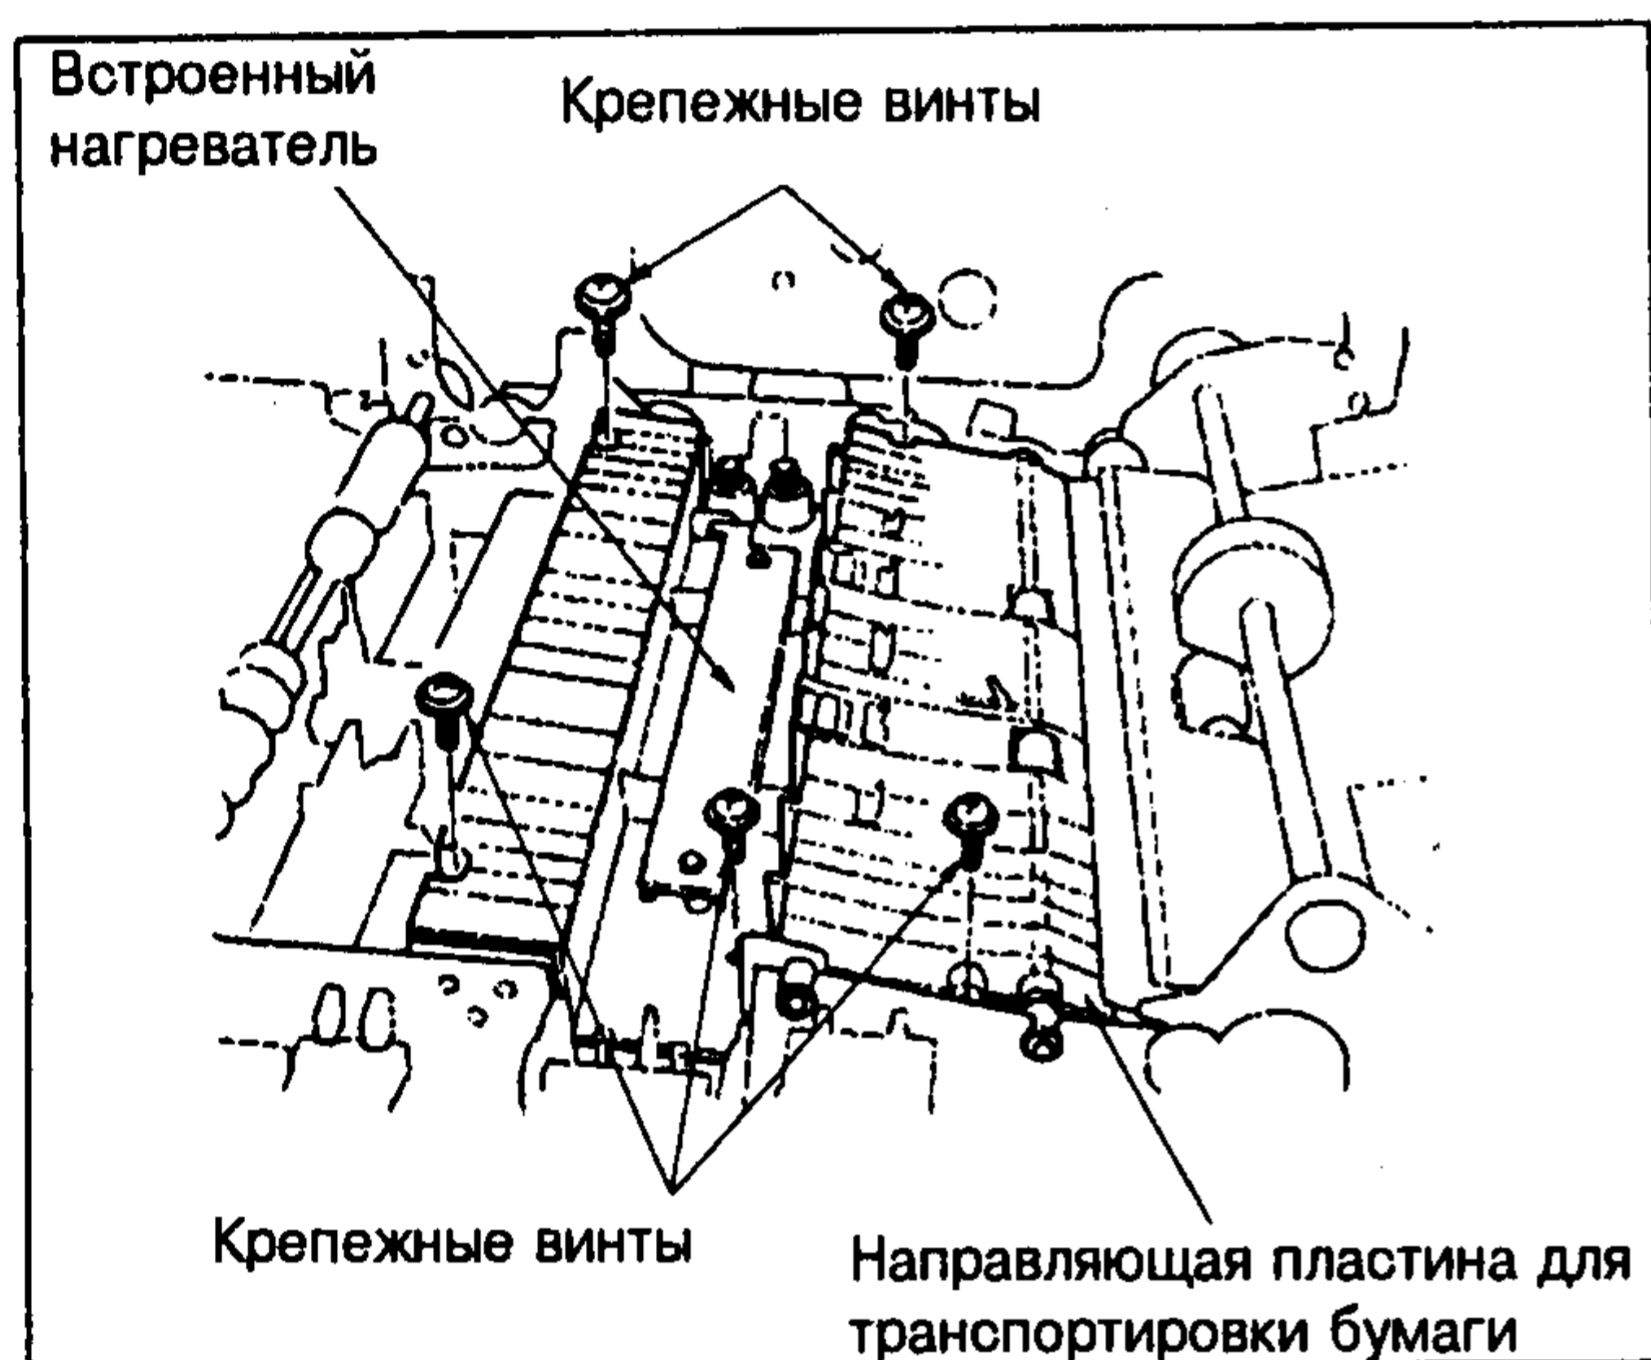 Встроенный
нагреватель
Крепежные винты
Крепежные винты
Направляющая пластина для
транспортировки бумаги